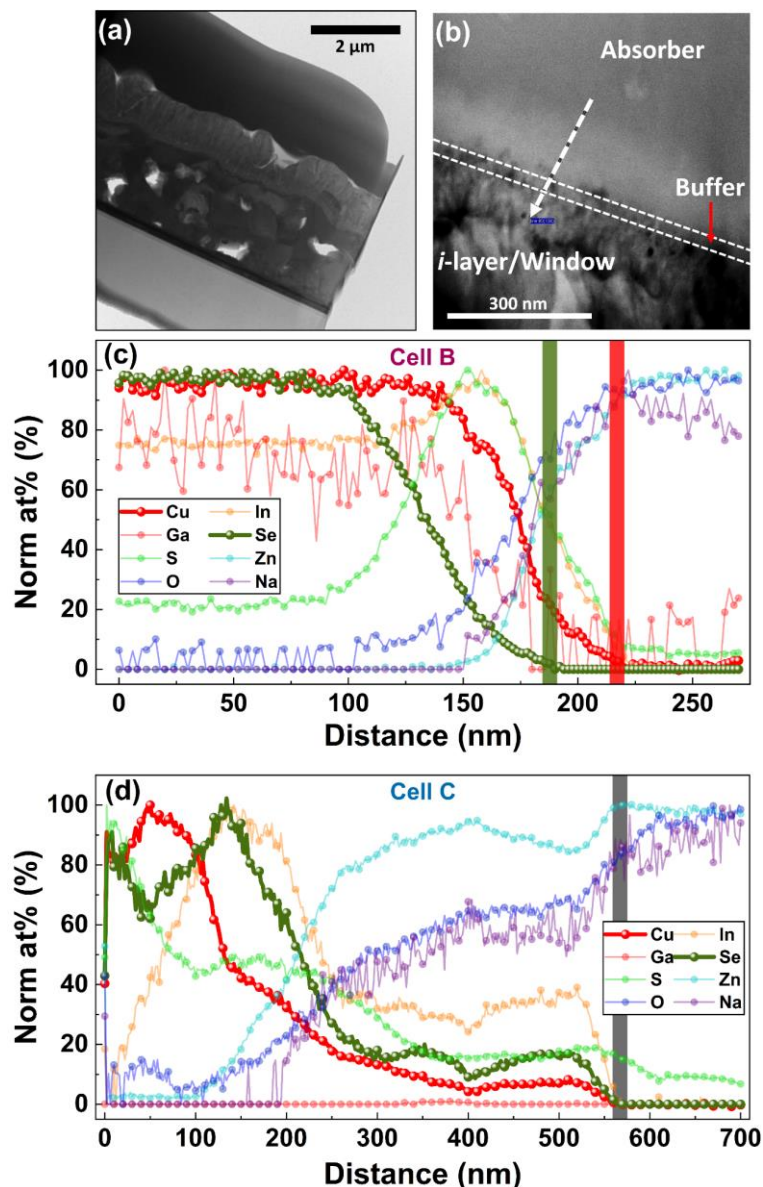 (a)
2 µm
(b)
Absorber
Buffer
i-layer/Window
300 nm
(c)
Cell B
Norm at% (%)
100
80
60
40
20
0
Cu
In
Ga
Se
S
Zn
O
Na
0
50
100
150
200
250
Distance (nm)
(d)
Cell C
Norm at% (%)
100
80
60
40
20
0
Cu
In
Ga
Se
S
Zn
O
Na
0
100
200
300
400
500
600
700
Distance (nm)